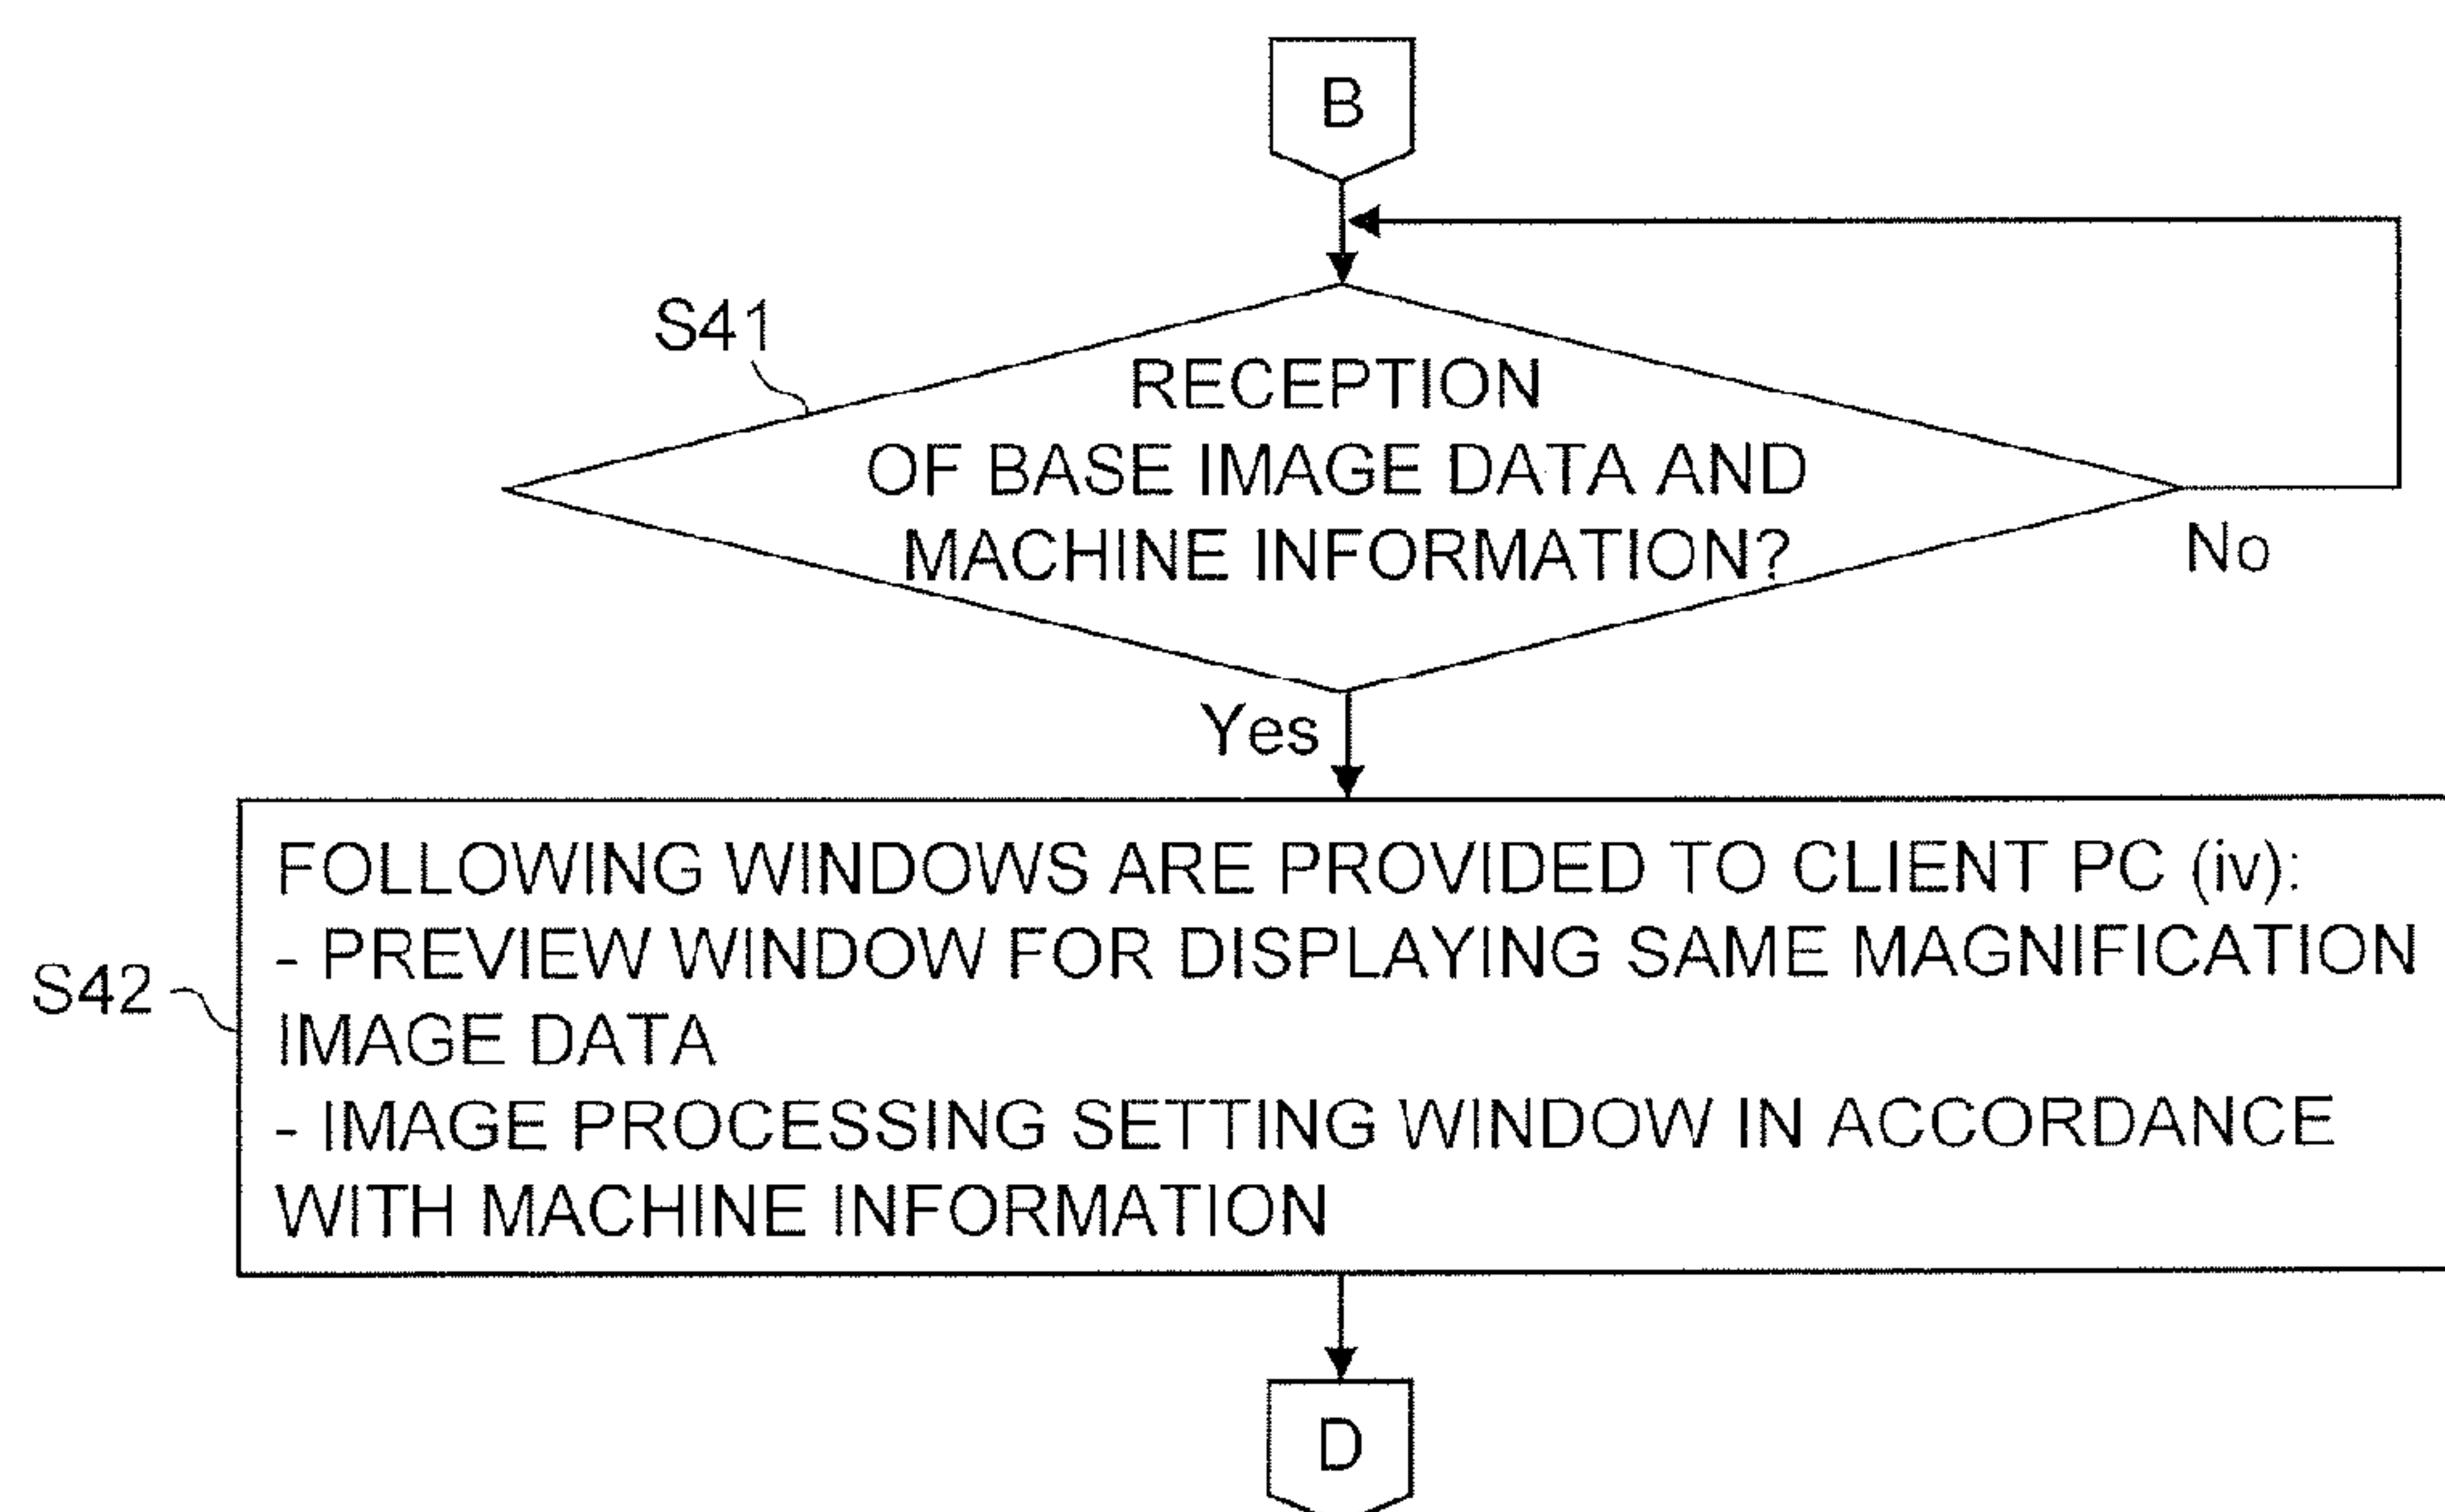 B
S41
RECEPTION
OF BASE IMAGE DATA AND
MACHINE INFORMATION?
No
Yes
S42
FOLLOWING WINDOWS ARE PROVIDED TO CLIENT PC (iv):
- PREVIEW WINDOW FOR DISPLAYING SAME MAGNIFICATION
IMAGE DATA
- IMAGE PROCESSING SETTING WINDOW IN ACCORDANCE
WITH MACHINE INFORMATION
D